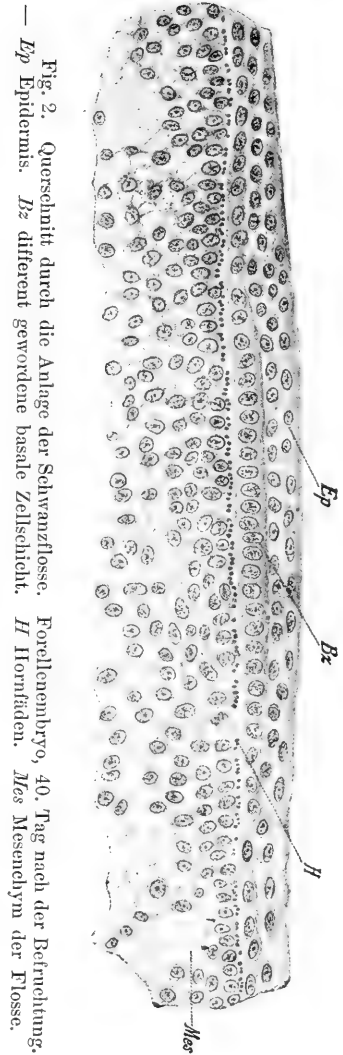 Ep
Bz
H
Mes
Fig. 2. Querschnitt durch die Anlage der Schwanzflosse. Forellenembryo, 40. Tag nach der Befruchtung.
— Ep Epidermis. Bz different gewordene basale Zellschicht. H Hornfäden. Mes Mesenchym der Flosse.